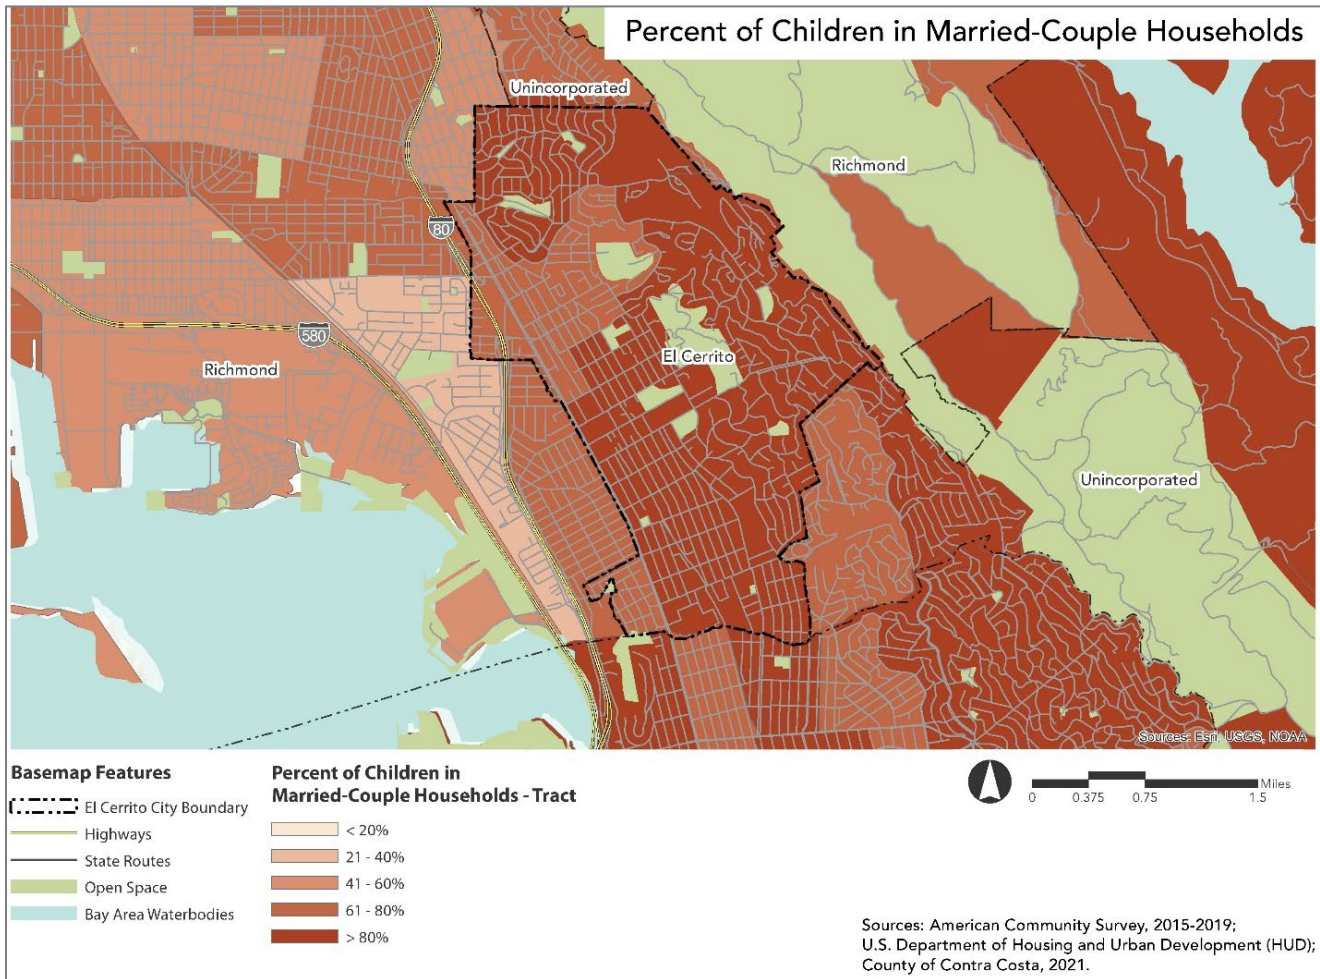 Percent of Children in Married-Couple Households
Unincorporated
Richmond
80
580
Richmond
El Cerrito
Unincorporated
Sources: Esri, USGS, NOAA
Basemap Features
El Cerrito City Boundary
Highways
State Routes
Open Space
Bay Area Waterbodies
Percent of Children in
Married-Couple Households - Tract
< 20%
21 - 40%
41 - 60%
61 - 80%
> 80%
Miles
0 0.375 0.75 1.5
Sources: American Community Survey, 2015-2019;
U.S. Department of Housing and Urban Development (HUD);
County of Contra Costa, 2021.